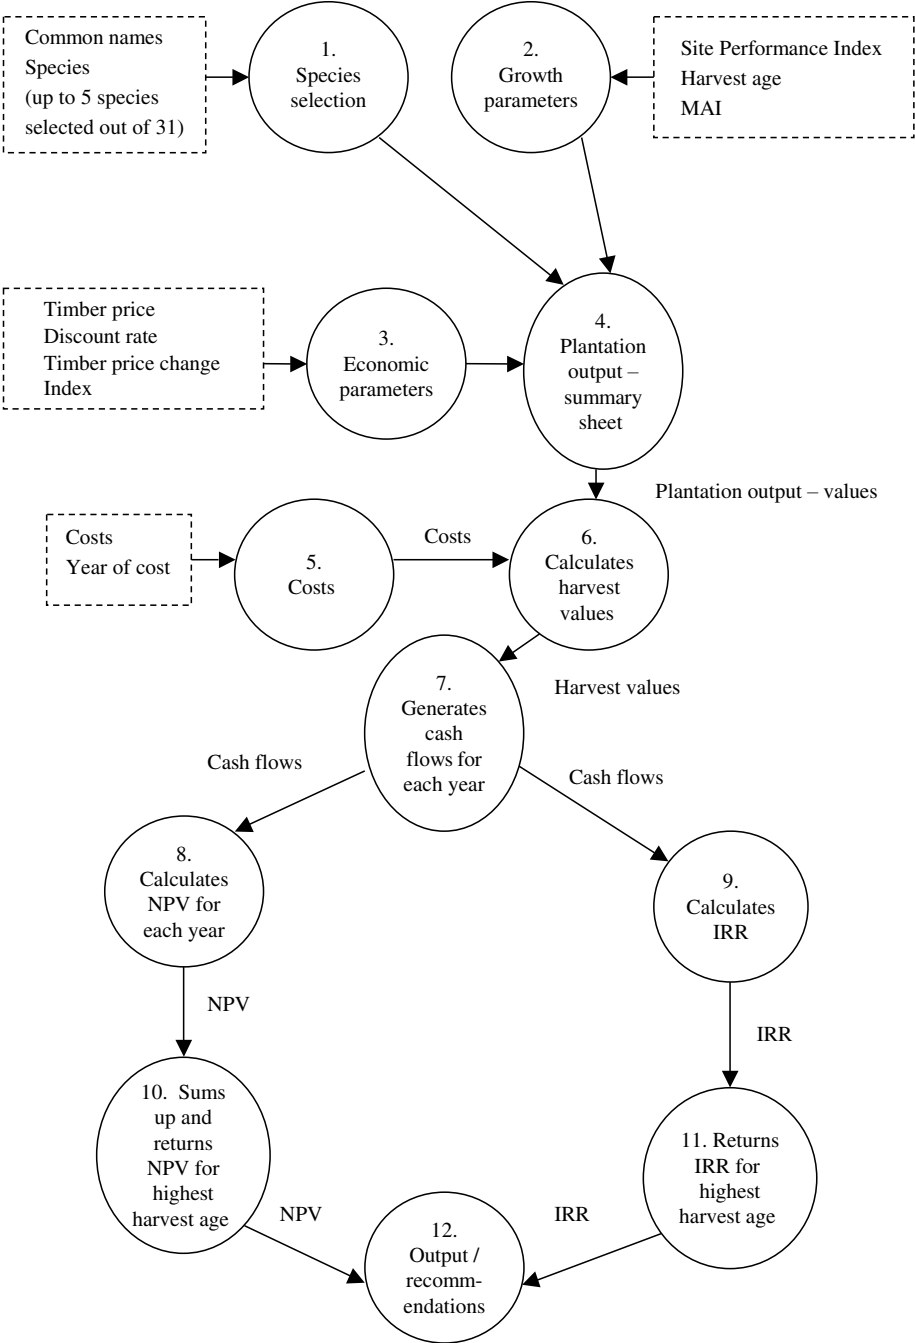 Common names
Species
(up to 5 species
selected out of 31)
1.
Species
selection
2.
Growth
parameters
Site Performance Index
Harvest age
MAI
Timber price
Discount rate
Timber price change
Index
3.
Economic
parameters
4.
Plantation
output –
summary
sheet
Plantation output – values
Costs
Year of cost
5.
Costs
Costs
6.
Calculates
harvest
values
Harvest values
7.
Generates
cash
flows for
each year
Cash flows
Cash flows
8.
Calculates
NPV for
each year
9.
Calculates
IRR
NPV
IRR
10. Sums
up and
returns
NPV for
highest
harvest age
11. Returns
IRR for
highest
harvest age
NPV
IRR
12.
Output /
recomm-
endations